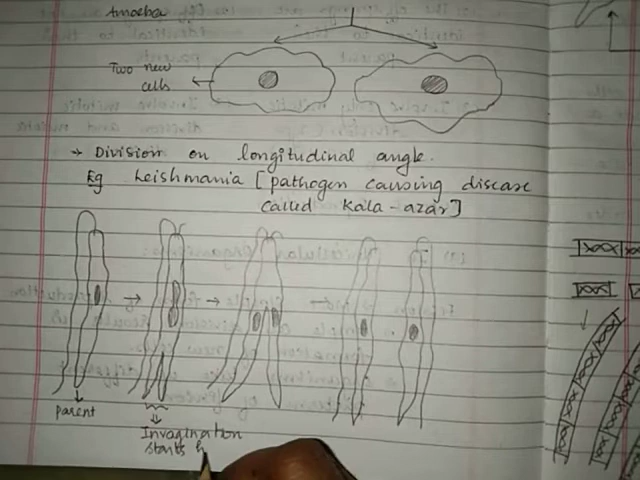 Amoeba
Two new
cells
→ Division on longitudinal angle.
Eg Leishmania [pathogen causing disease
called Kala-azar]
Parent
Invagination
starts